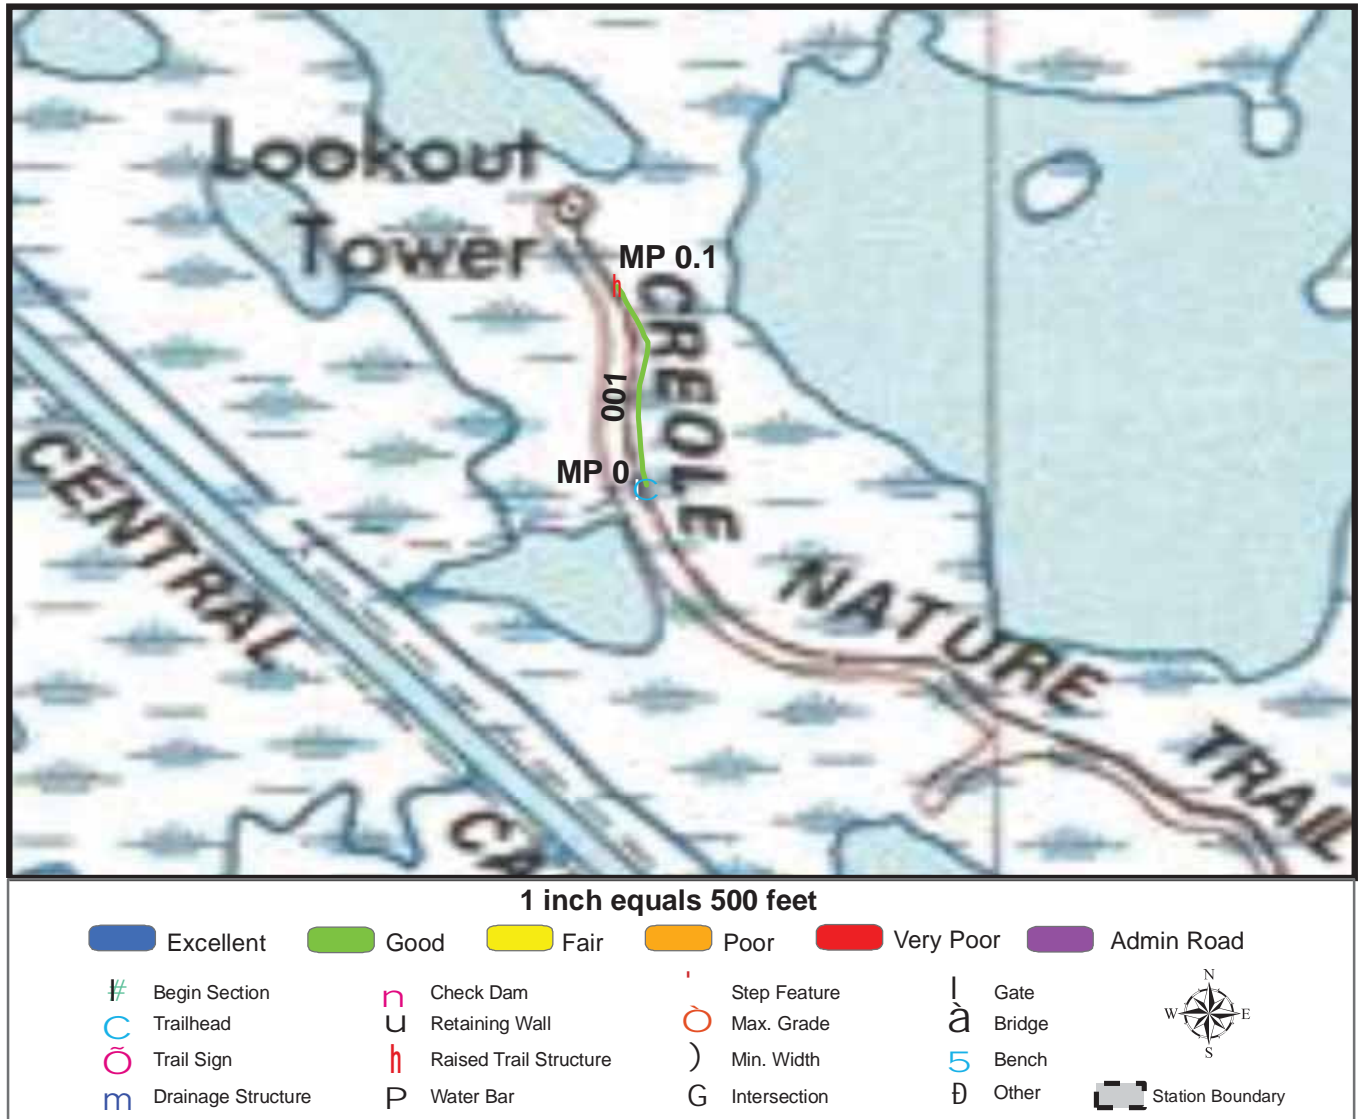 Lookout
Tower
MP 0.1
h
CREOLE
001
MP 0
C
NATURE
TRAIL
CENTRAL
CA
1 inch equals 500 feet
Excellent Good Fair Poor Very Poor Admin Road
# Begin Section n Check Dam ' Step Feature l Gate
C Trailhead u Retaining Wall Ò Max. Grade à Bridge
Õ Trail Sign h Raised Trail Structure ) Min. Width 5 Bench
m Drainage Structure P Water Bar G Intersection Ð Other Station Boundary
N
W E
S